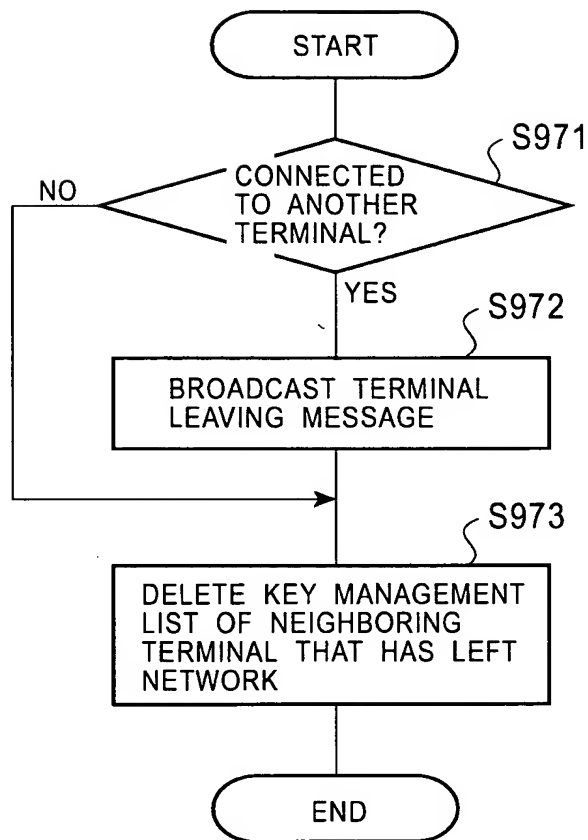 START
S971
CONNECTED
TO ANOTHER
TERMINAL?
NO
YES
S972
BROADCAST TERMINAL
LEAVING MESSAGE
S973
DELETE KEY MANAGEMENT
LIST OF NEIGHBORING
TERMINAL THAT HAS LEFT
NETWORK
END